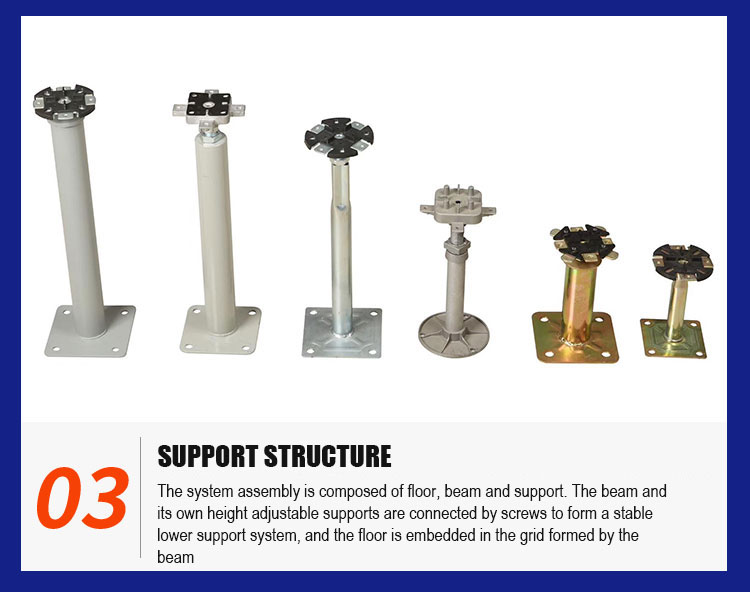 03
SUPPORT STRUCTURE
The system assembly is composed of floor, beam and support. The beam and
its own height adjustable supports are connected by screws to form a stable
lower support system, and the floor is embedded in the grid formed by the
beam